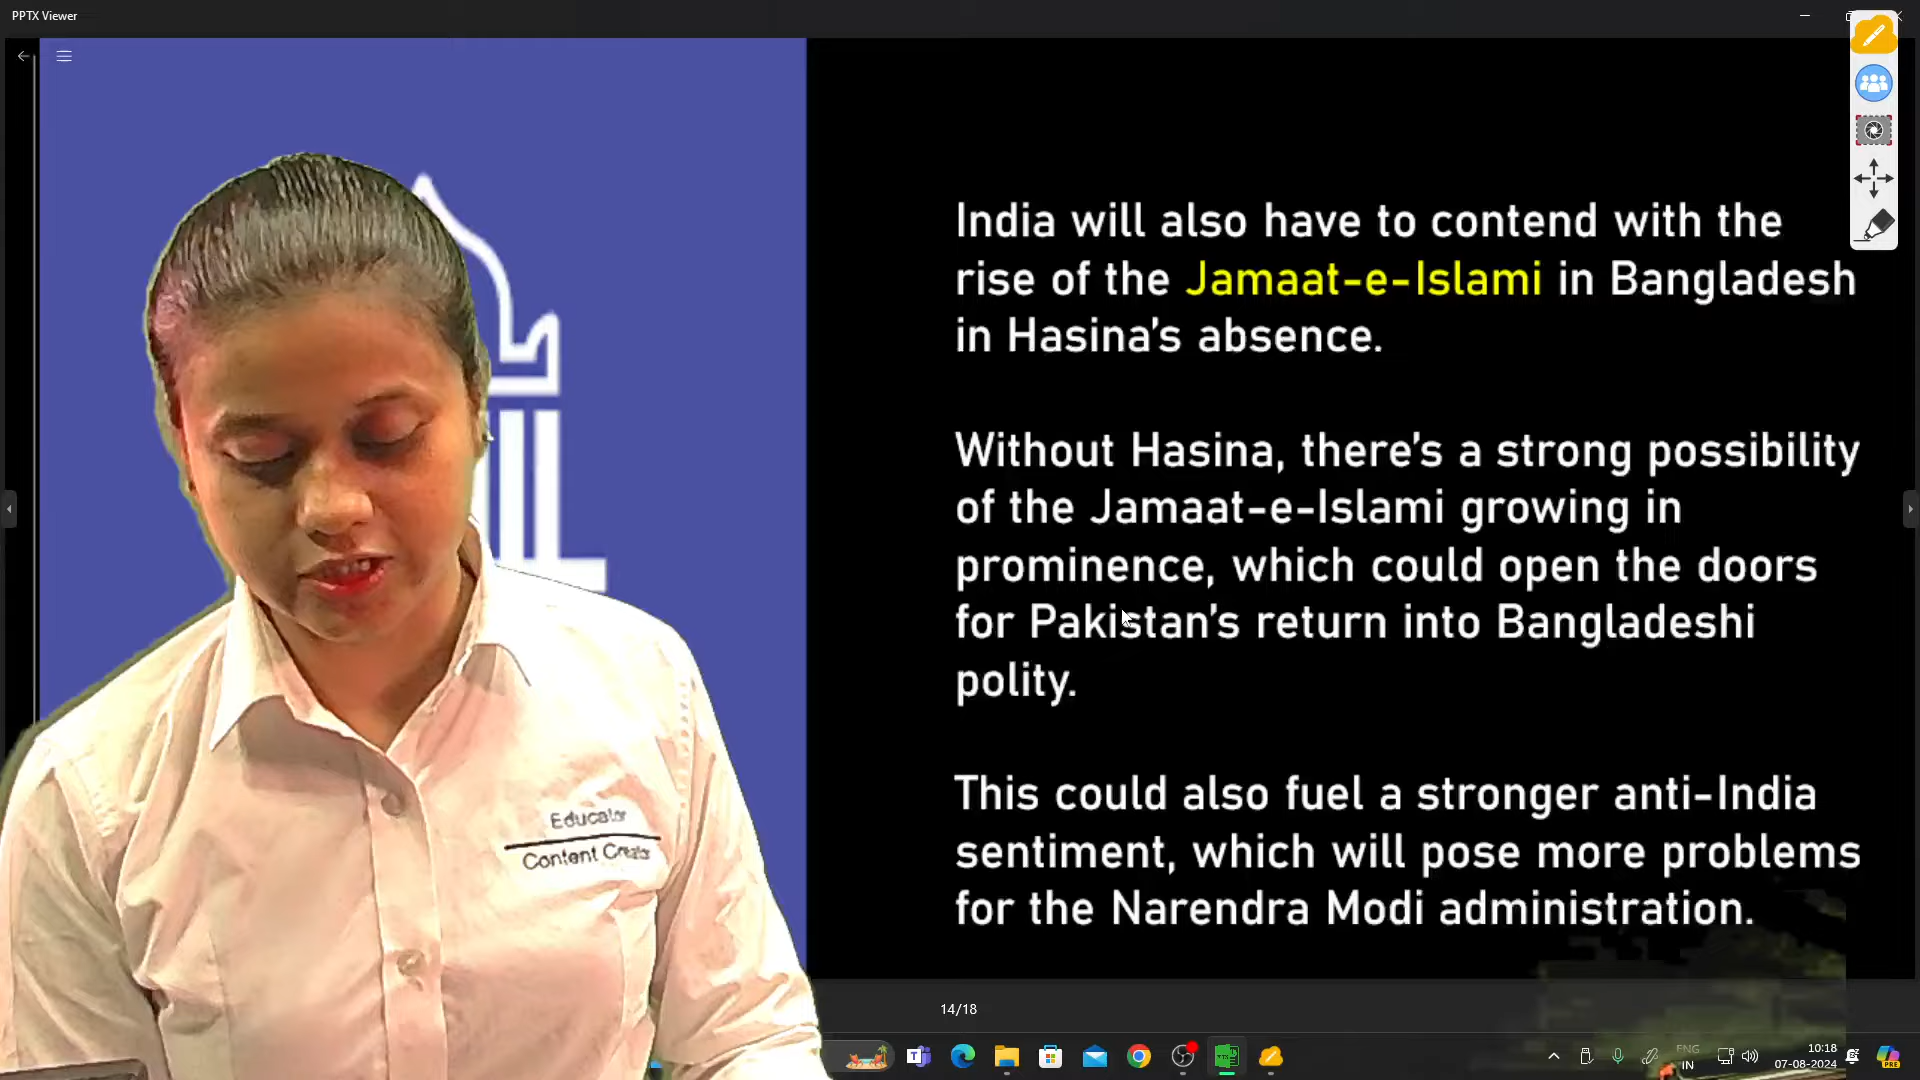 PPTX Viewer
India will also have to contend with the
rise of the Jamaat-e-Islami in Bangladesh
in Hasina's absence.
Without Hasina, there's a strong possibility
of the Jamaat-e-Islami growing in
prominence, which could open the doors
for Pakistan's return into Bangladeshi
polity.
This could also fuel a stronger anti-India
sentiment, which will pose more problems
for the Narendra Modi administration.
Educator
Content Creator
14/18
ENG
IN
10:18
07-08-2024
PRE